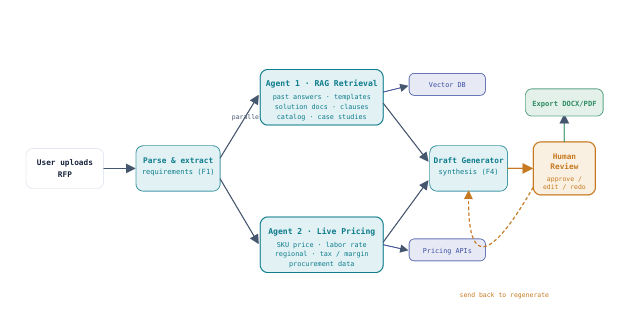 User uploads
RFP
Parse & extract
requirements (F1)
Agent 1 · RAG Retrieval
past answers · templates
solution docs · clauses
catalog · case studies
Agent 2 · Live Pricing
SKU price · labor rate
regional · tax / margin
procurement data
Vector DB
Pricing APIs
Draft Generator
synthesis (F4)
Human
Review
approve /
edit / redo
Export DOCX/PDF
send back to regenerate